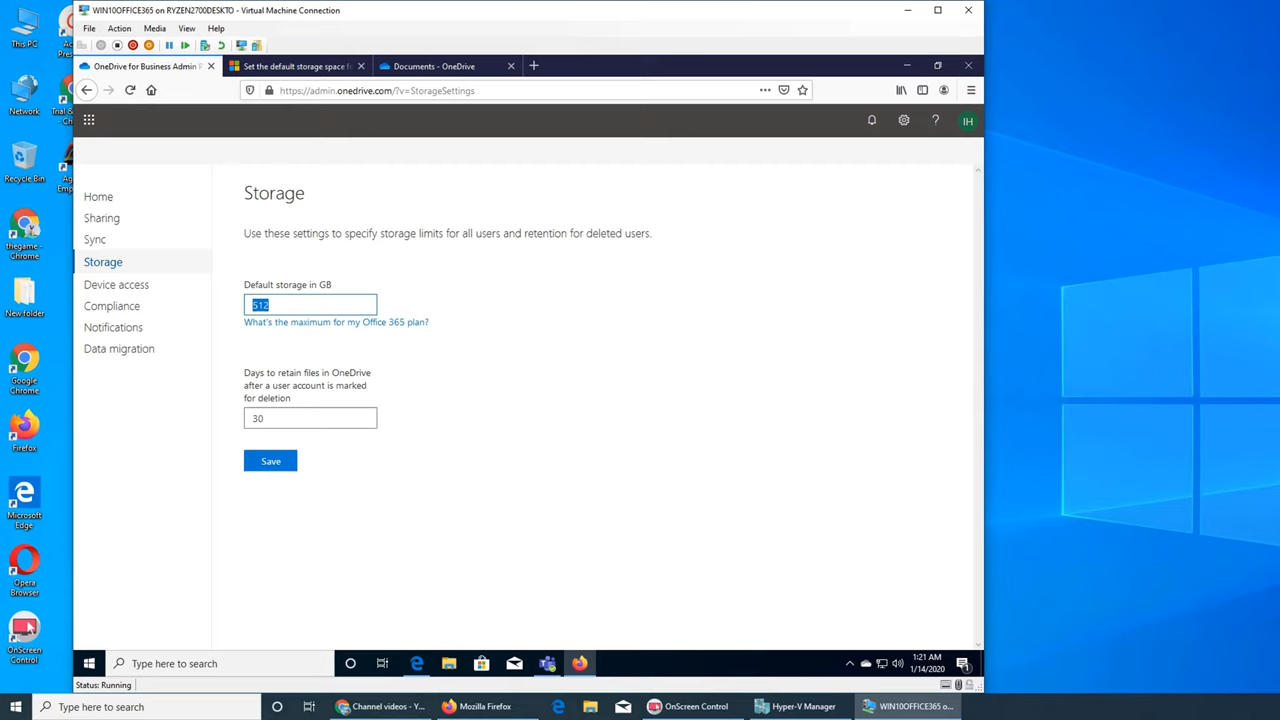 WIN10OFFICE365 on RYZEN2700DESKTO - Virtual Machine Connection
File Action Media View Help
OneDrive for Business Admin
Set the default storage space f
Documents - OneDrive
https://admin.onedrive.com/?v=StorageSettings
IH
Home
Sharing
Sync
Storage
Device access
Compliance
Notifications
Data migration
Storage
Use these settings to specify storage limits for all users and retention for deleted users.
Default storage in GB
512
What's the maximum for my Office 365 plan?
Days to retain files in OneDrive
after a user account is marked
for deletion
30
Save
This PC
Network
Recycle Bin
thegame -
Chrome
New folder
Google
Chrome
Firefox
Microsoft
Edge
Opera
Browser
OnScreen
Control
Type here to search
1:21 AM
1/14/2020
Status: Running
Type here to search
Channel videos - Y...
Mozilla Firefox
OnScreen Control
Hyper-V Manager
WIN10OFFICE365 o...